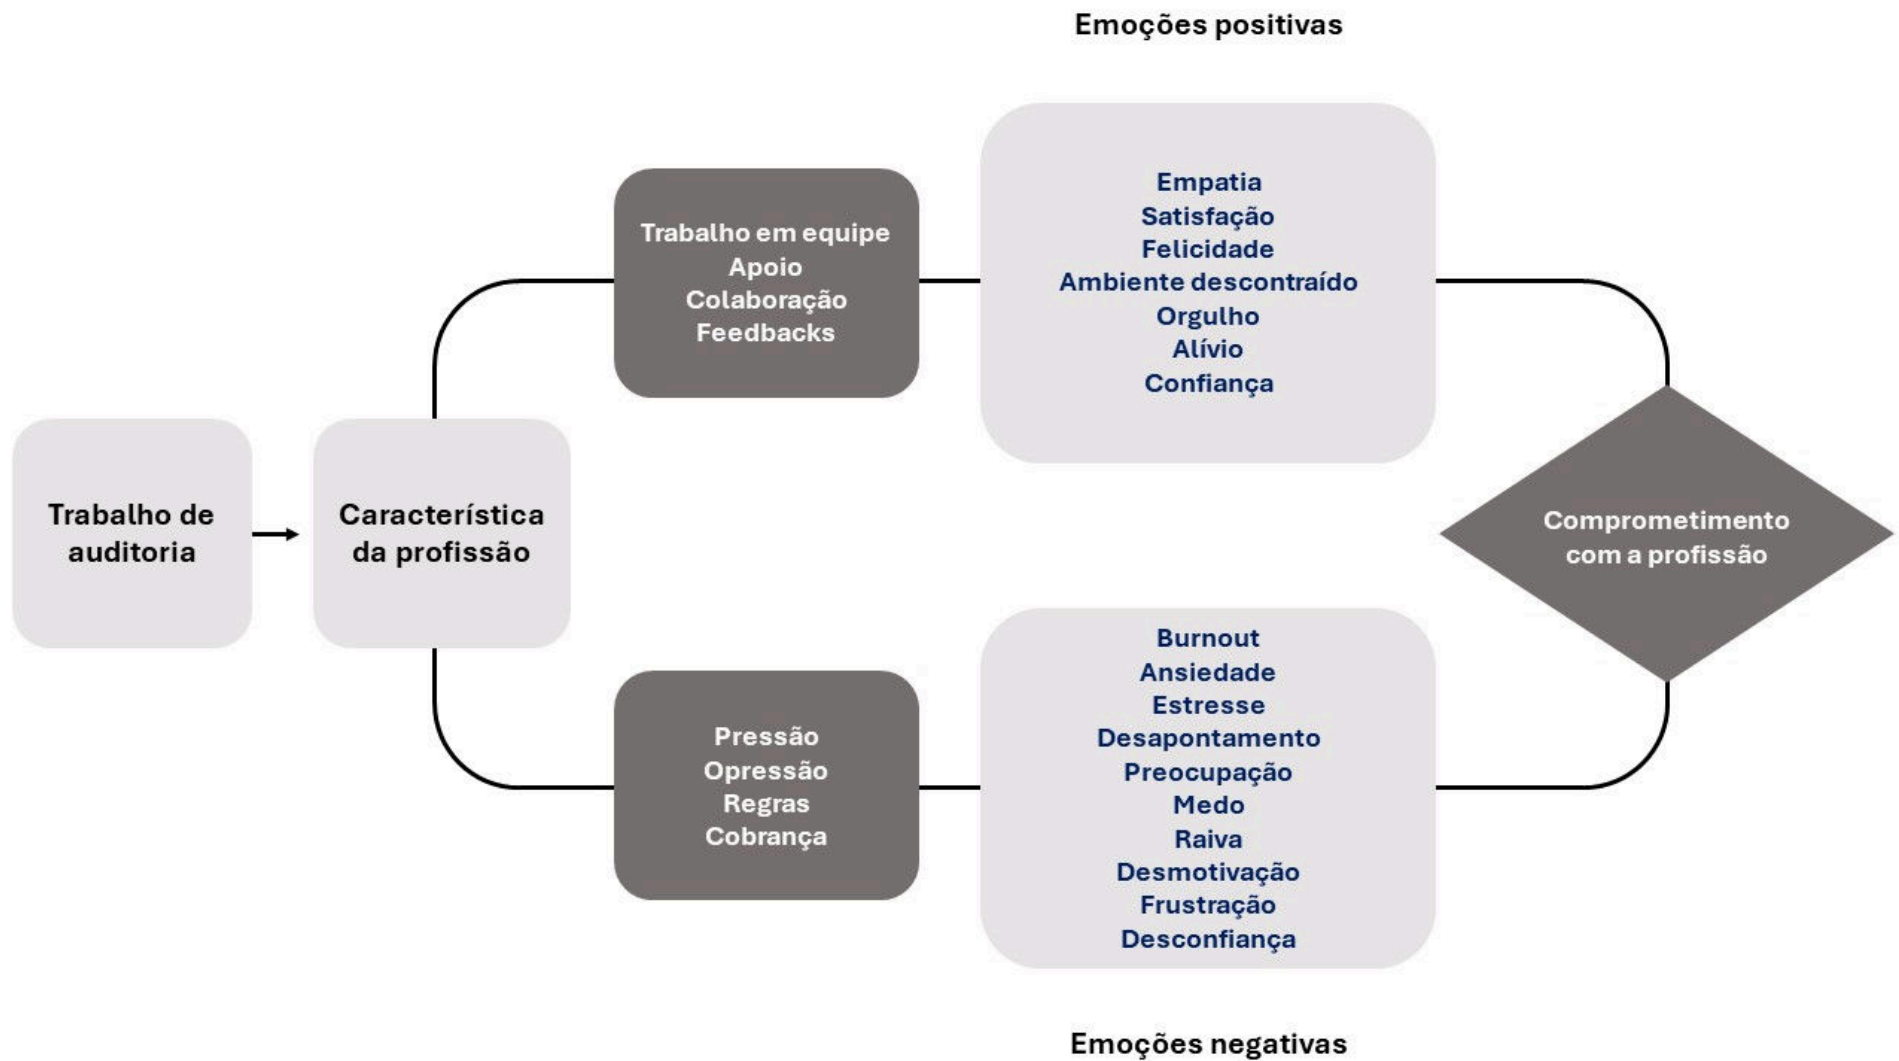 Emoções positivas
Trabalho de
auditoria
Característica
da profissão
Trabalho em equipe
Apoio
Colaboração
Feedbacks
Empatia
Satisfação
Felicidade
Ambiente descontraído
Orgulho
Alívio
Confiança
Pressão
Opressão
Regras
Cobrança
Burnout
Ansiedade
Estresse
Desapontamento
Preocupação
Medo
Raiva
Desmotivação
Frustração
Desconfiança
Comprometimento
com a profissão
Emoções negativas